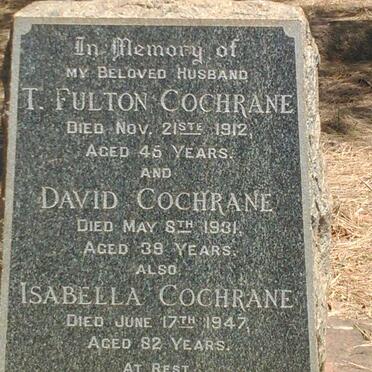 In Memory of
MY BELOVED HUSBAND
T. FULTON COCHRANE
DIED NOV. 21STE 1912,
AGED 45 YEARS.
AND
DAVID COCHRANE
DIED MAY 8TH 1931.
AGED 39 YEARS.
ALSO
ISABELLA COCHRANE
DIED JUNE 17TH 1947,
AGED 82 YEARS.
AT REST